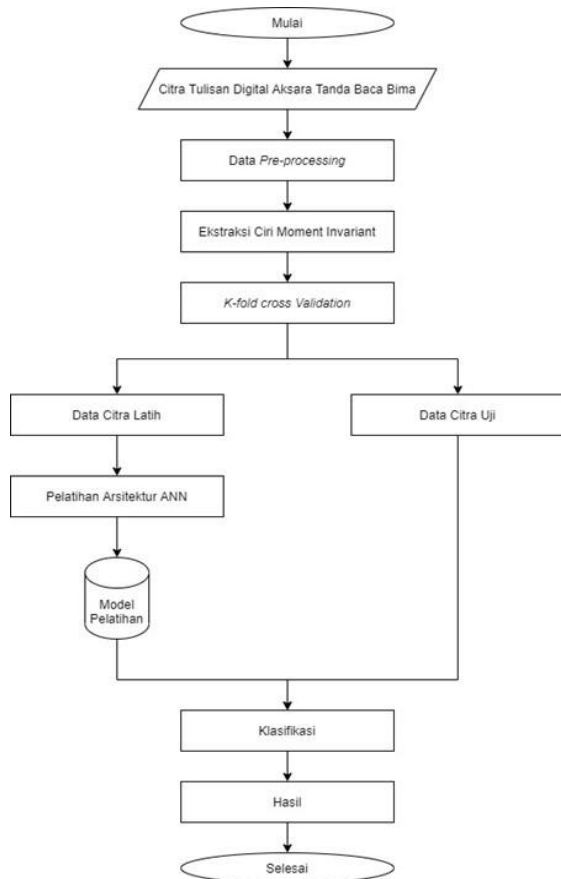 Mulai
Citra Tulisan Digital Aksara Tanda Baca Bima
Data Pre-processing
Ekstraksi Ciri Moment Invariant
K-fold cross Validation
Data Citra Latih
Data Citra Uji
Pelatihan Arsitektur ANN
Model
Pelatihan
Klasifikasi
Hasil
Selesai